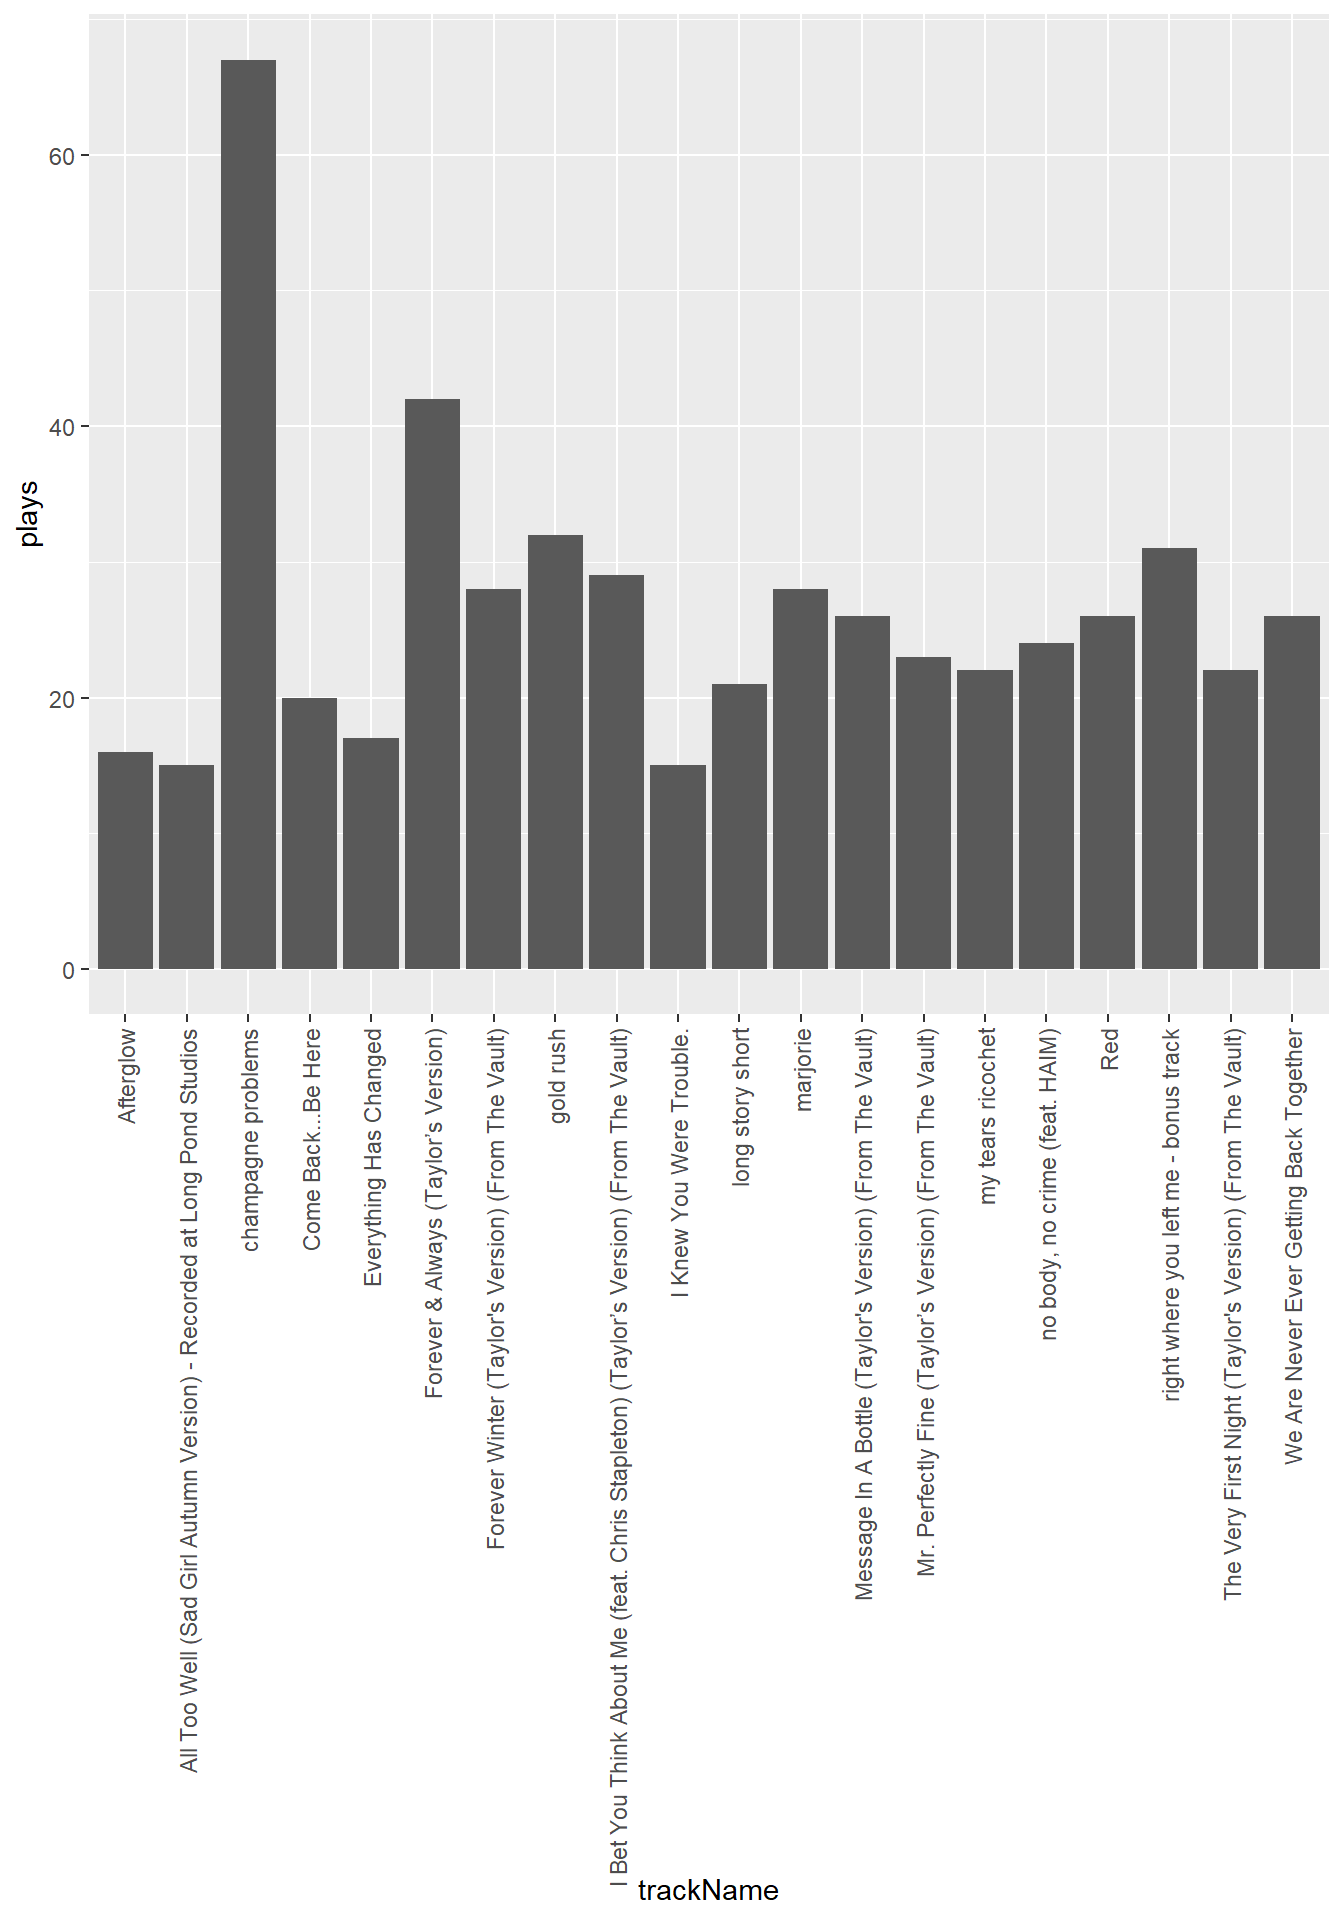 60
40
20
0
plays
Afterglow
All Too Well (Sad Girl Autumn Version) - Recorded at Long Pond Studios
champagne problems
Come Back...Be Here
Everything Has Changed
Forever & Always (Taylor’s Version)
Forever Winter (Taylor's Version) (From The Vault)
gold rush
I Bet You Think About Me (feat. Chris Stapleton) (Taylor’s Version) (From The Vault)
I Knew You Were Trouble.
long story short
marjorie
Message In A Bottle (Taylor's Version) (From The Vault)
Mr. Perfectly Fine (Taylor’s Version) (From The Vault)
my tears ricochet
no body, no crime (feat. HAIM)
Red
right where you left me - bonus track
The Very First Night (Taylor's Version) (From The Vault)
We Are Never Ever Getting Back Together
trackName